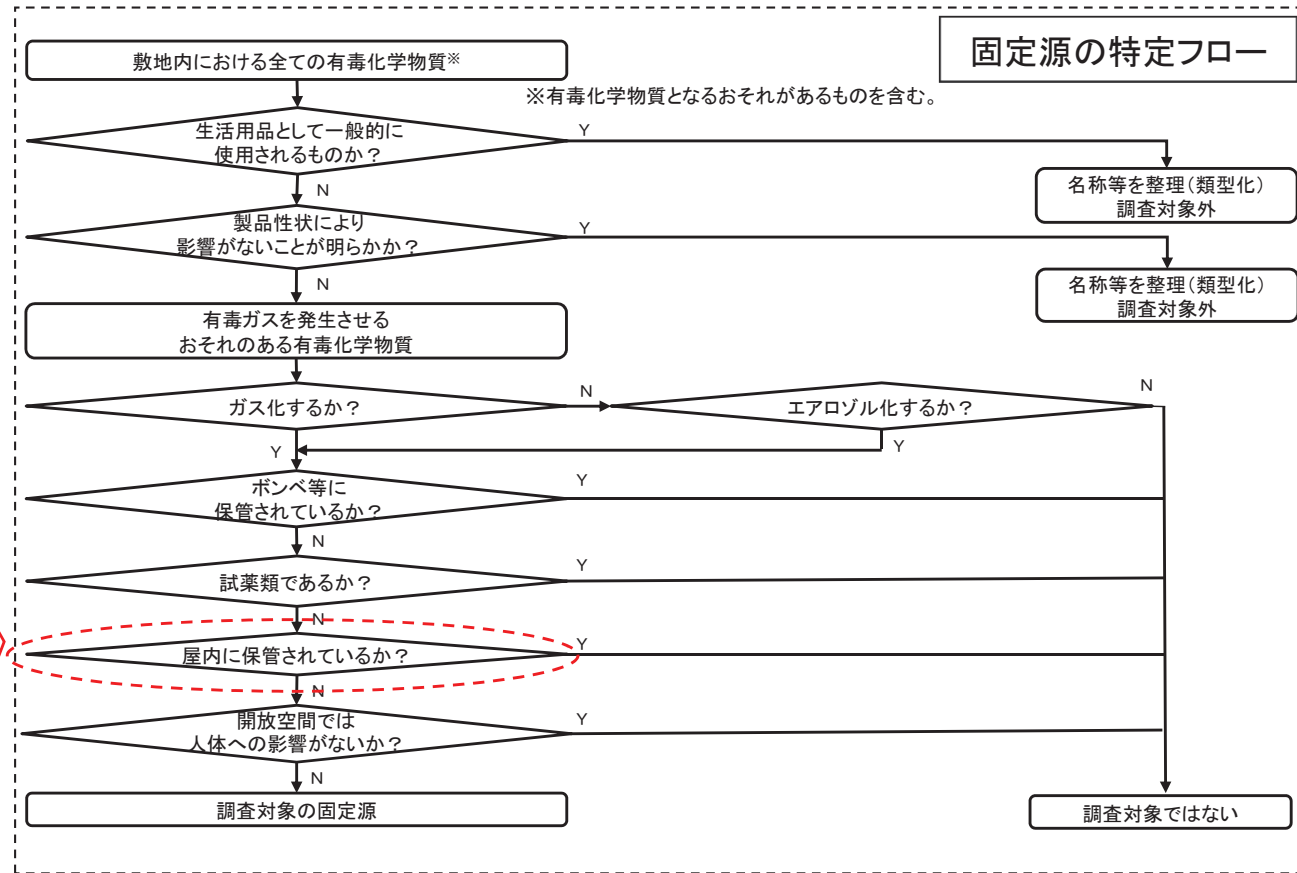 固定源の特定フロー
敷地内における全ての有毒化学物質※
※有毒化学物質となるおそれがあるものを含む。
生活用品として一般的に
使用されるものか？
Y
N
名称等を整理(類型化)
調査対象外
製品性状により
影響がないことが明らかか？
Y
N
名称等を整理(類型化)
調査対象外
有毒ガスを発生させる
おそれのある有毒化学物質
ガス化するか？
N
エアロゾル化するか？
N
Y
Y
ボンベ等に
保管されているか？
Y
N
試薬類であるか？
Y
N
屋内に保管されているか？
Y
N
開放空間では
人体への影響がないか？
Y
N
調査対象の固定源
調査対象ではない